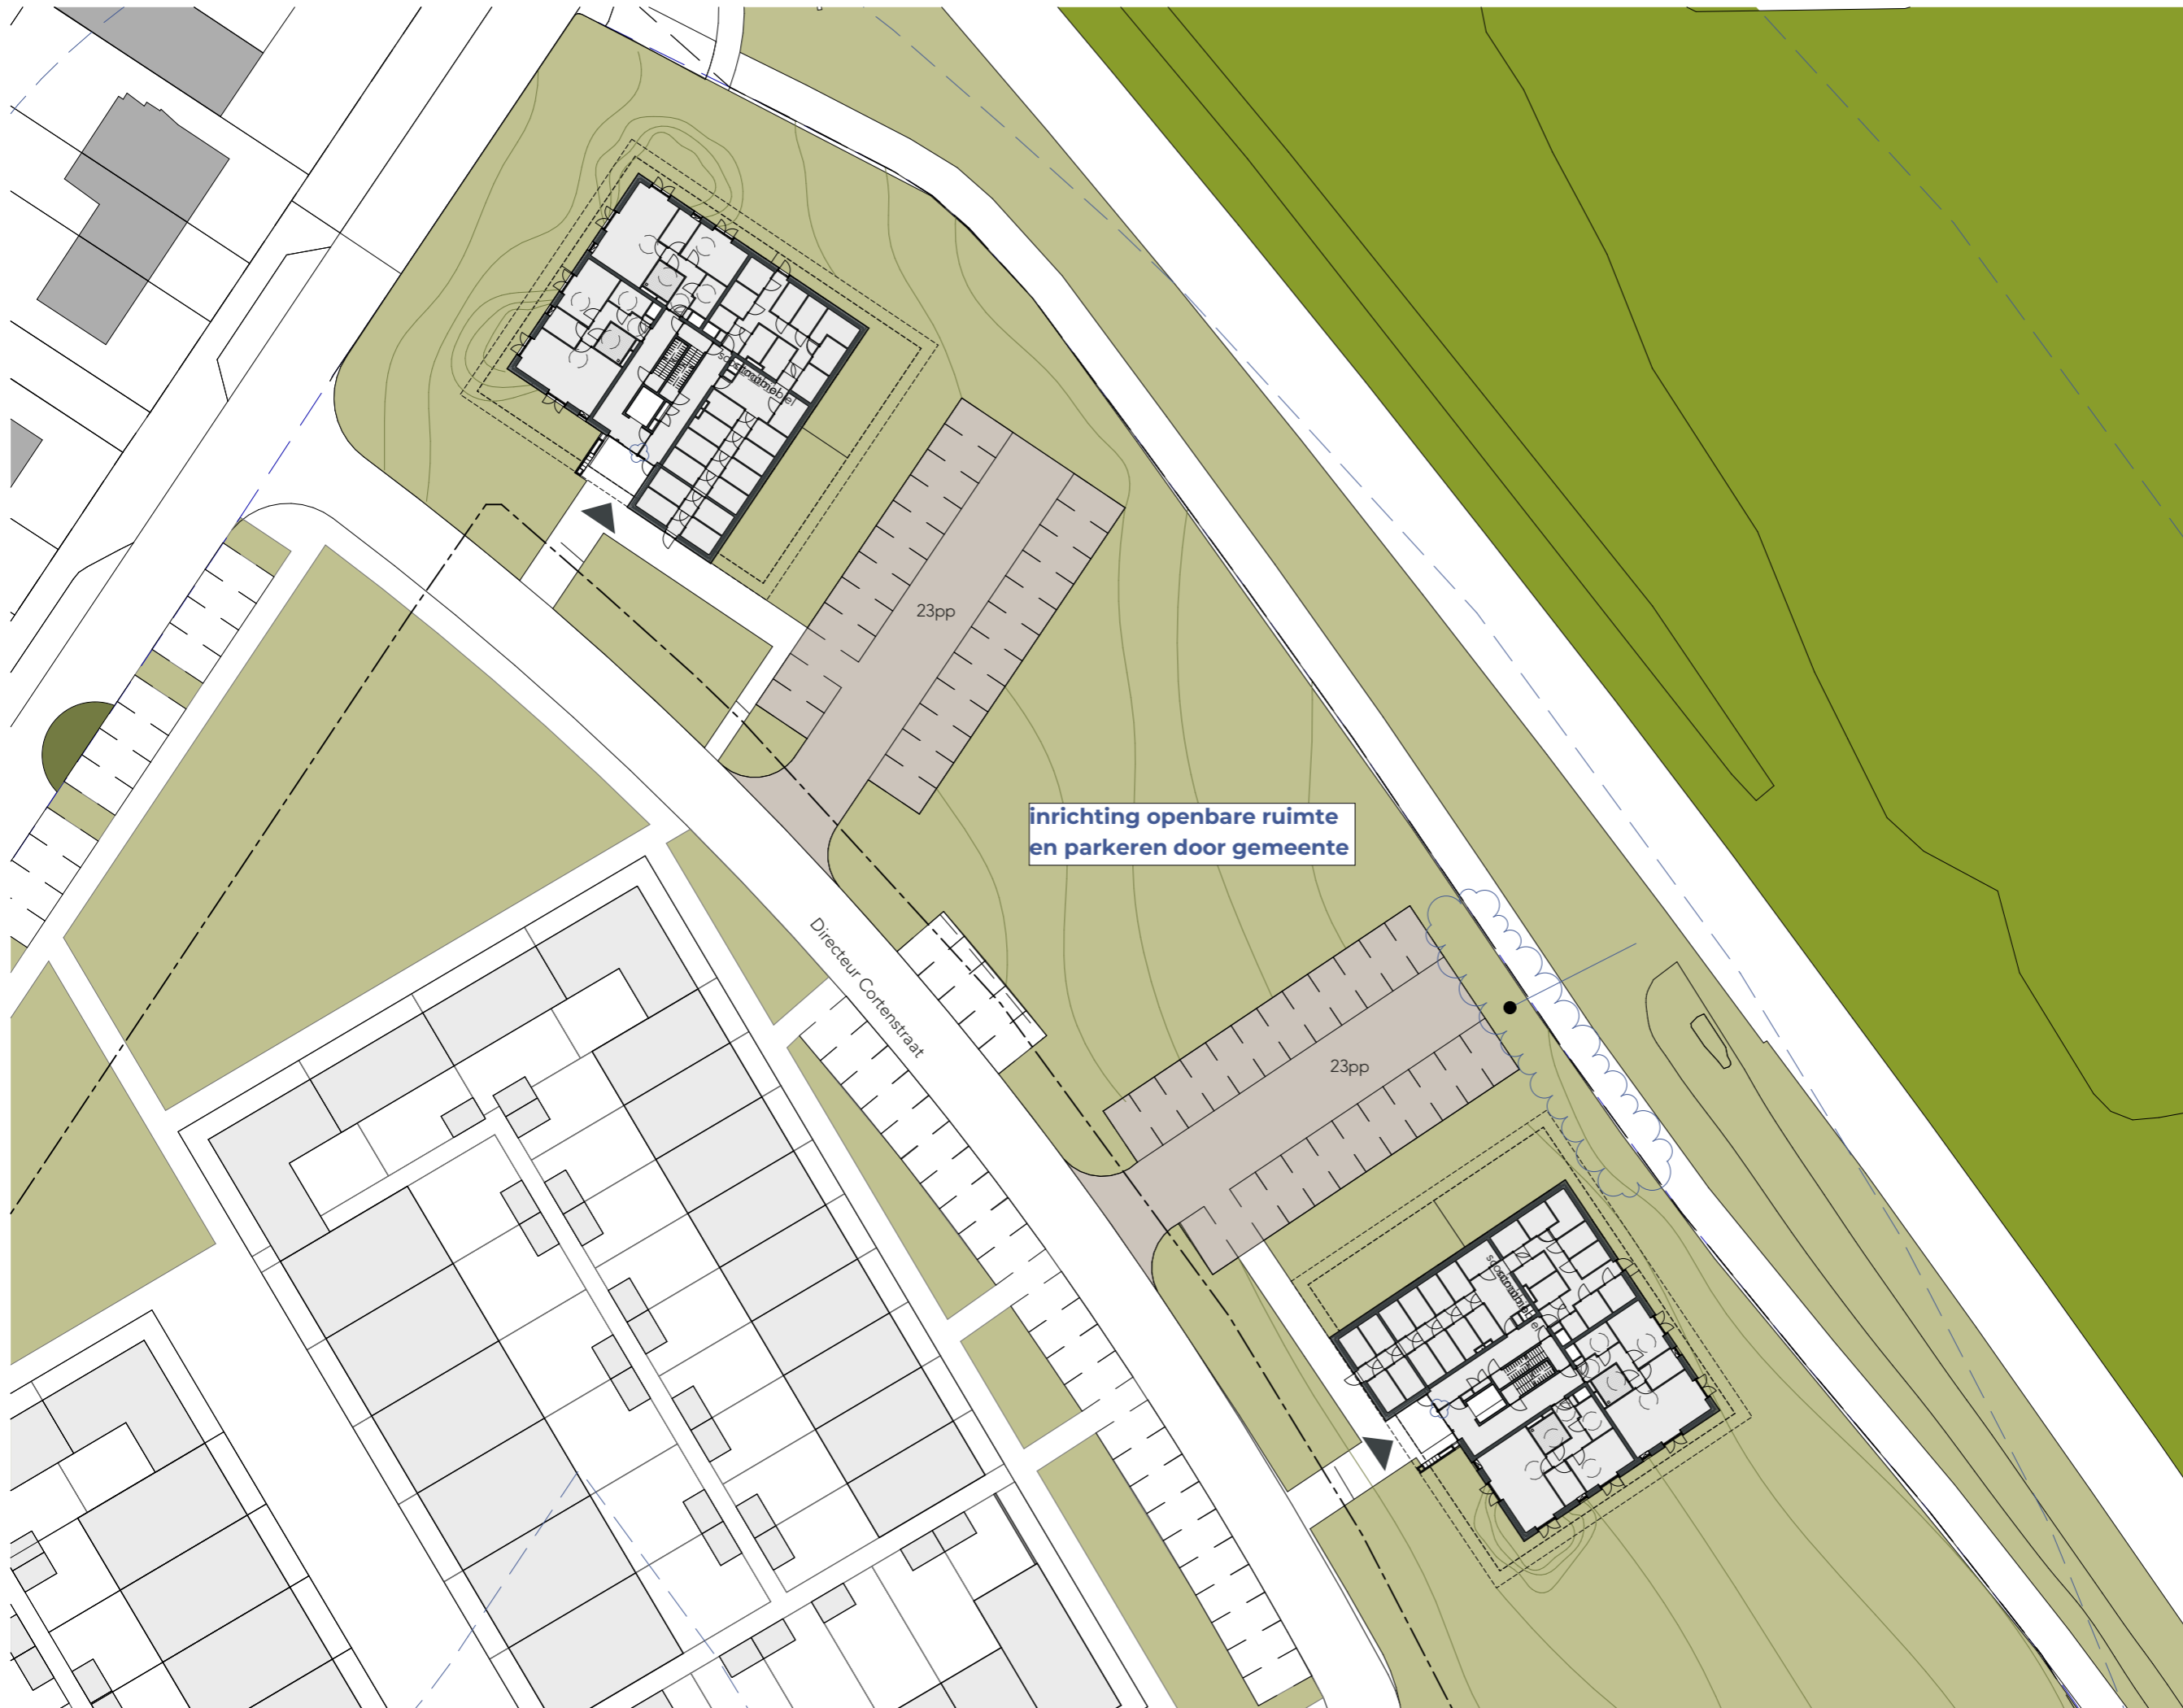 23pp
inrichting openbare ruimte
en parkeren door gemeente
Directeur Cortenstraat
23pp